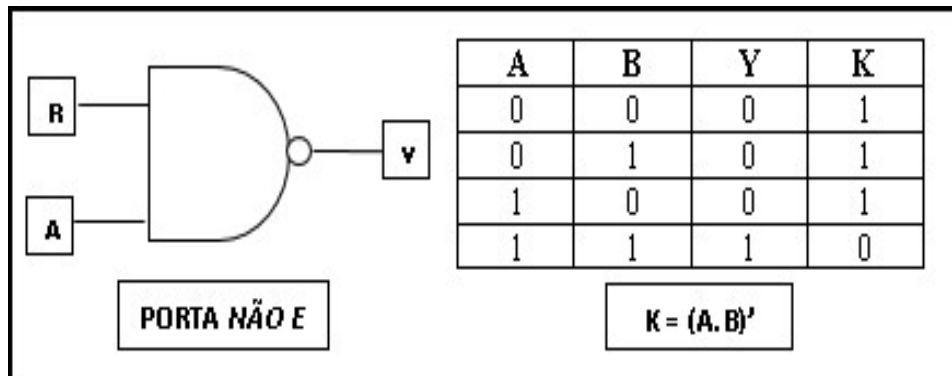 R
A
v
PORTA NÃO E
A B Y K
0 0 0 1
0 1 0 1
1 0 0 1
1 1 1 0
K = (A. B)'